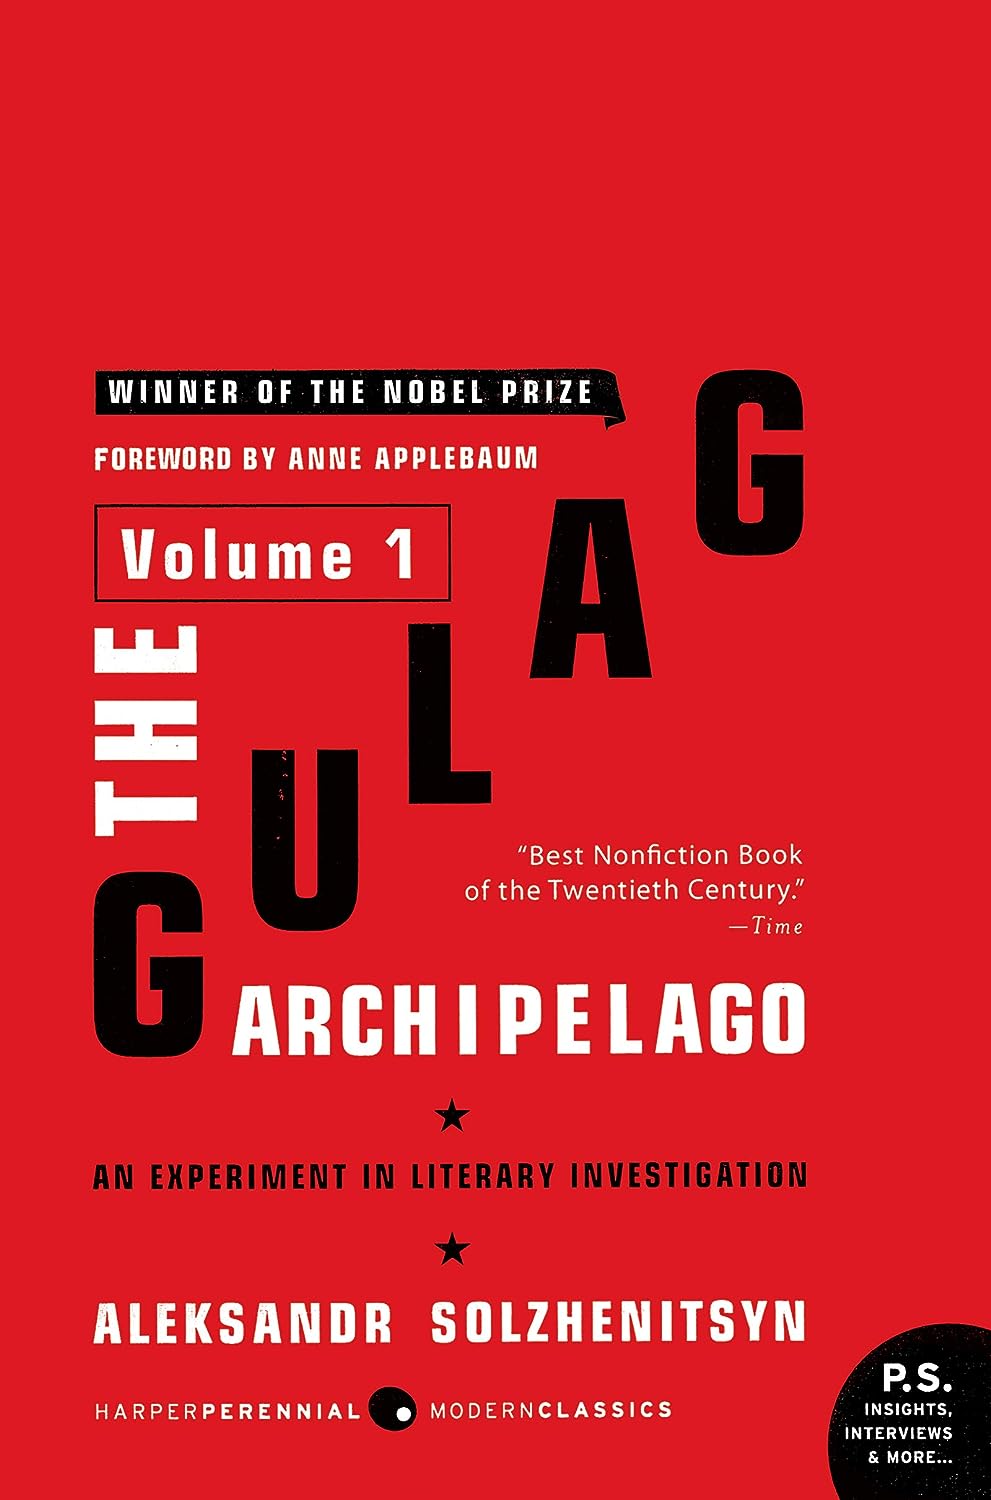 WINNER OF THE NOBEL PRIZE
FOREWORD BY ANNE APPLEBAUM
Volume 1
THE
GULAG
“Best Nonfiction Book
of the Twentieth Century.”
—Time
ARCHIPELAGO
AN EXPERIMENT IN LITERARY INVESTIGATION
ALEKSANDR SOLZHENITSYN
HARPERPERENNIAL MODERNCLASSICS
P.S.
INSIGHTS,
INTERVIEWS
& MORE...